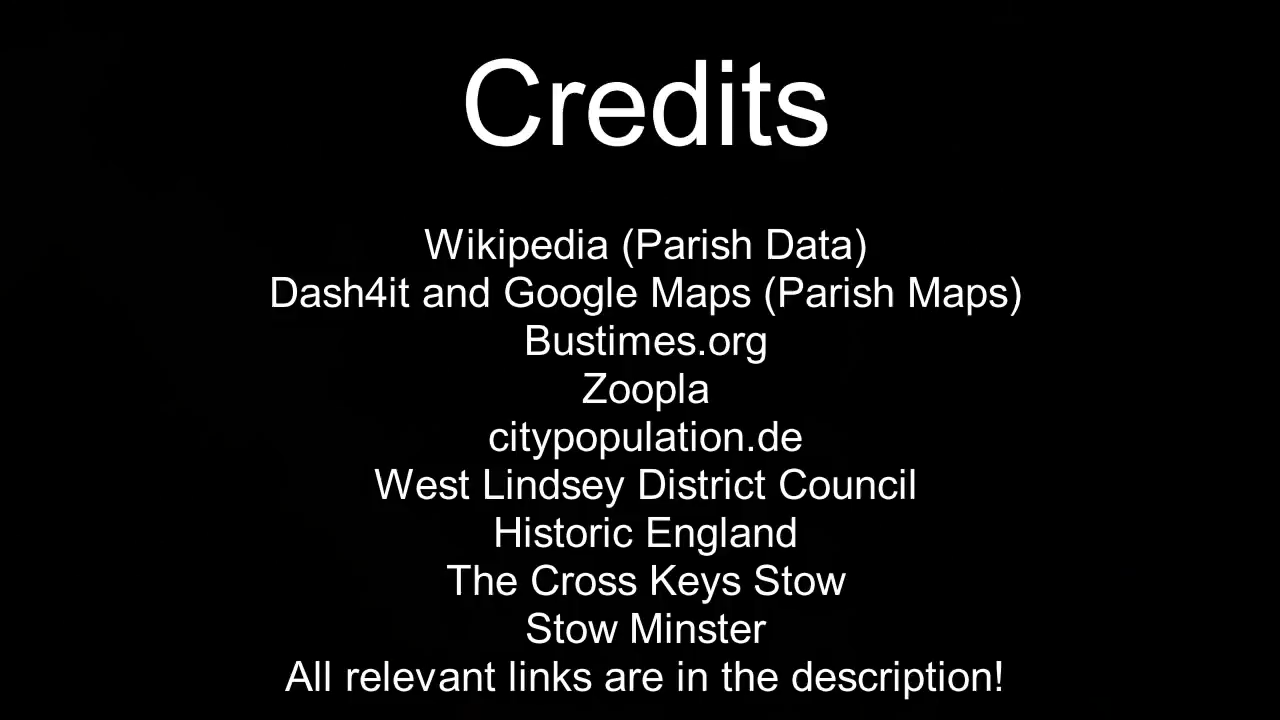 Credits
Wikipedia (Parish Data)
Dash4it and Google Maps (Parish Maps)
Bustimes.org
Zoopla
citypopulation.de
West Lindsey District Council
Historic England
The Cross Keys Stow
Stow Minster
All relevant links are in the description!